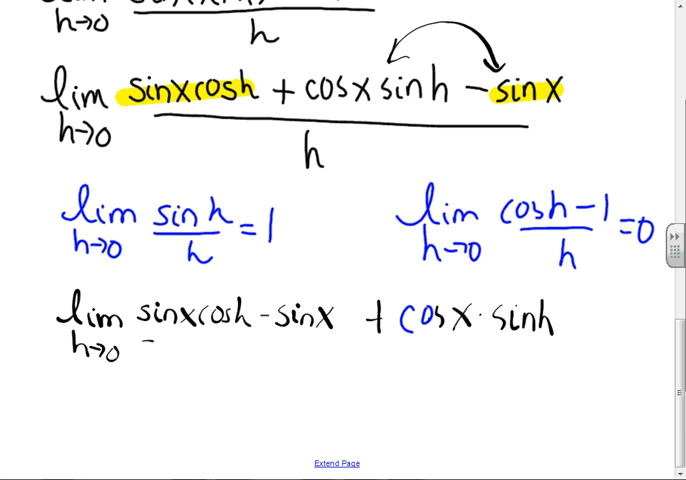 h→0 h
lim sinxcosh + cosx sinh - sinx
h→0 h
lim sinh/h = 1 lim cosh-1/h = 0
h→0 h→0
lim sinxcosh - sinx + cosx · sinh
h→0
Extend Page